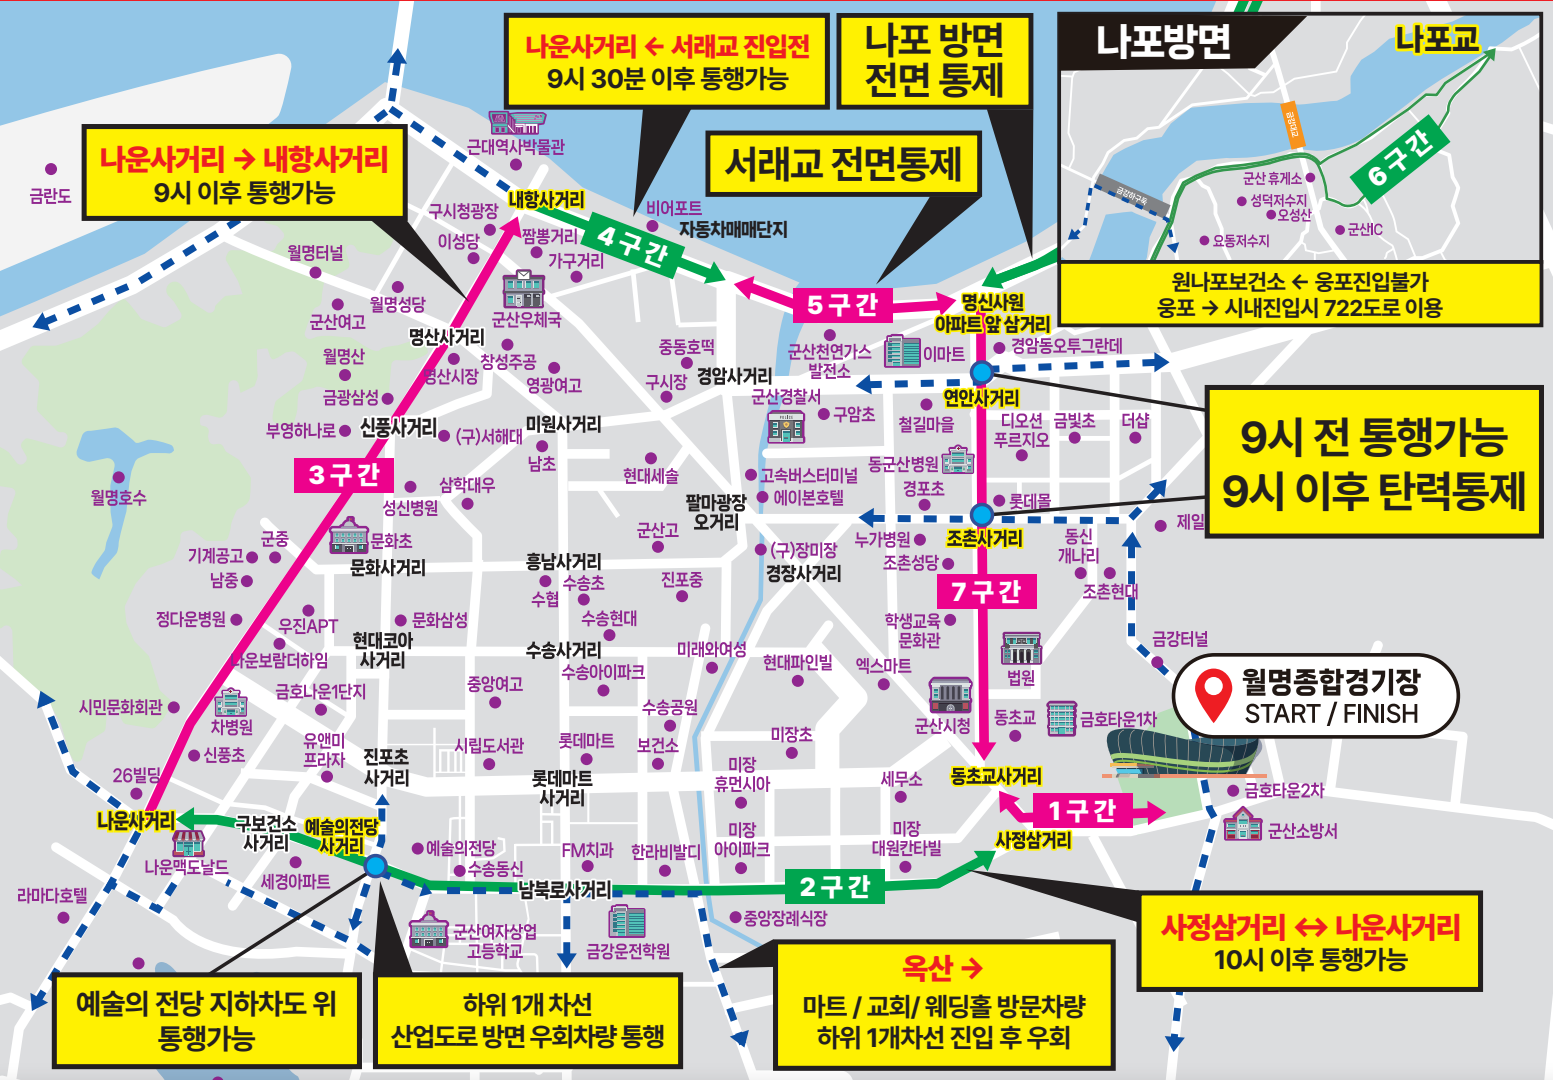 나운사거리 ← 서래교 진입전
9시 30분 이후 통행가능
나포 방면
전면 통제
나포방면
나포교
금강대교
6구간
금강하구둑
군산 휴게소
성덕저수지
오성산
군산IC
요동저수지
원나포보건소 ← 웅포진입불가
웅포 → 시내진입시 722도로 이용
나운사거리 → 내항사거리
9시 이후 통행가능
서래교 전면통제
근대역사박물관
금란도
내항사거리
구시청광장
비어포트
자동차매매단지
이성당
짬뽕거리
가구거리
4구간
월명터널
월명성당
군산여고
군산우체국
5구간
명신사원
아파트 앞 삼거리
명산사거리
월명산
명산시장
창성주공
영광여고
중동호떡
군산천연가스
발전소
이마트
경암동오투그란데
구시장
경암사거리
금광삼성
군산경찰서
구암초
연안사거리
철길마을
디오션
푸르지오
금빛초
더샵
9시 전 통행가능
9시 이후 탄력통제
부영하나로
신풍사거리
(구)서해대
미원사거리
남초
3구간
현대세솔
고속버스터미널
에이본호텔
동군산병원
경포초
롯데몰
월명호수
성신병원
삼학대우
팔마광장
오거리
군산고
제일
군중
기계공고
남중
문화초
문화사거리
흥남사거리
(구)장미장
경장사거리
누가병원
조촌사거리
조촌성당
동신
개나리
조촌현대
수협
수송초
진포중
7구간
정다운병원
우진APT
문화삼성
수송현대
학생교육
문화관
금강터널
나운보람더하임
현대코아
사거리
수송사거리
미래와여성
현대파인빌
엑스마트
법원
수송아이파크
시민문화회관
차병원
금호나운1단지
중앙여고
수송공원
군산시청
동초교
금호타운1차
월명종합경기장
START / FINISH
신풍초
유앤미
프라자
진포초
사거리
시립도서관
롯데마트
보건소
미장초
26빌딩
롯데마트
사거리
미장
휴먼시아
세무소
동초교사거리
금호타운2차
1구간
나운사거리
구보건소
사거리
예술의전당
사거리
사정삼거리
군산소방서
나운맥도날드
예술의전당
수송동신
FM치과
한라비발디
미장
아이파크
미장
대원칸타빌
세경아파트
라마다호텔
남북로사거리
2구간
중앙장례식장
군산여자상업
고등학교
금강운전학원
사정삼거리 ↔ 나운사거리
10시 이후 통행가능
예술의 전당 지하차도 위
통행가능
하위 1개 차선
산업도로 방면 우회차량 통행
옥산 →
마트 / 교회/ 웨딩홀 방문차량
하위 1개차선 진입 후 우회